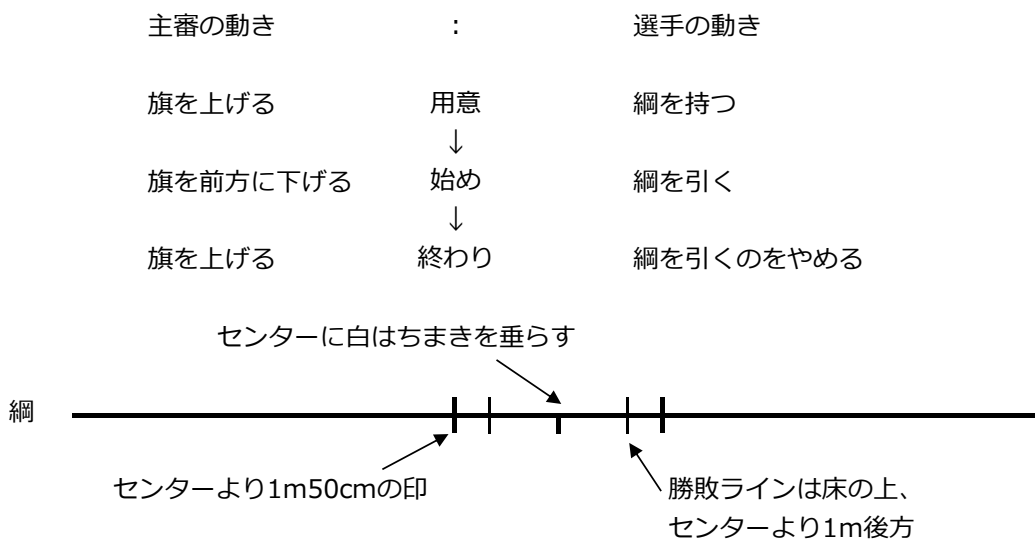 主審の動き : 選手の動き
旗を上げる 用意 綱を持つ
↓
旗を前方に下げる 始め 綱を引く
↓
旗を上げる 終わり 綱を引くのをやめる
センターに白はちまきを垂らす
綱
センターより1m50cmの印
勝敗ラインは床の上、
センターより1m後方